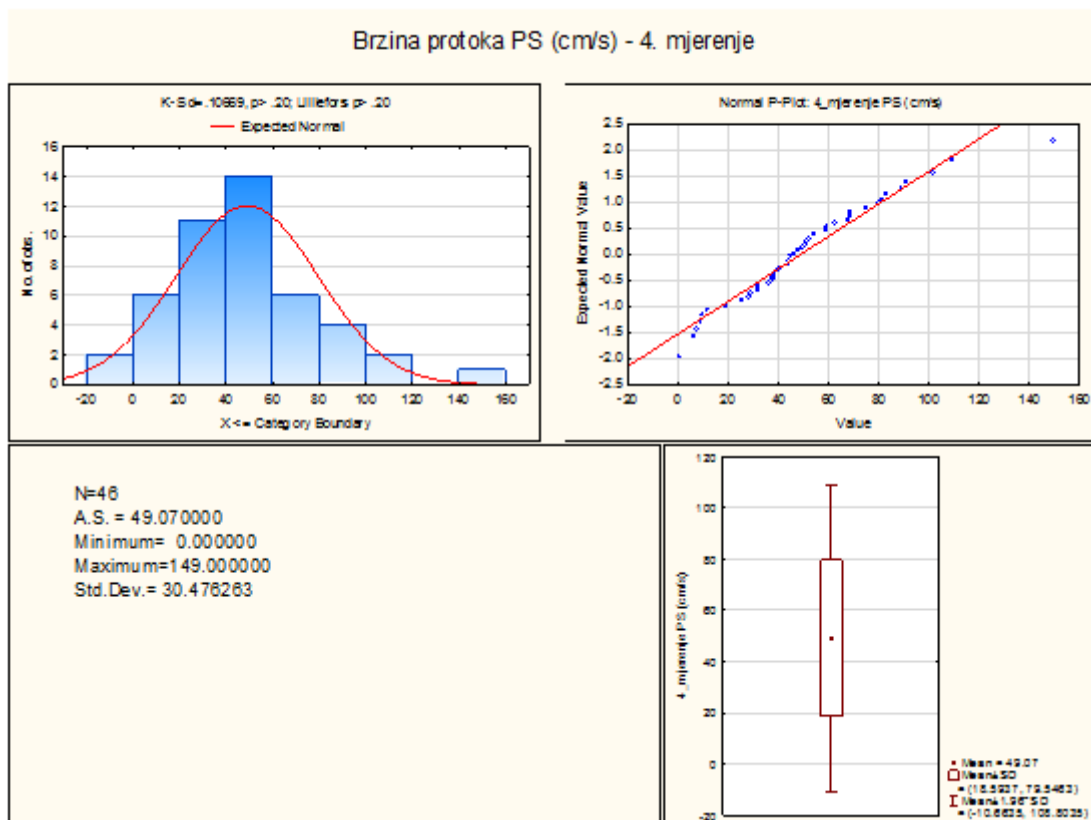 Brzina protoka PS (cm/s) - 4. mjerenje
K-S d=.10669, p> .20; Lilliefors p> .20
Expected Normal
No. of obs.
16
14
12
10
8
6
4
2
0
-20 0 20 40 60 80 100 120 140 160
X <= Category Boundary
Normal P-Plot: 4_mjerenje PS (cm/s)
Expected Normal Value
2.5
2.0
1.5
1.0
0.5
0.0
-0.5
-1.0
-1.5
-2.0
-2.5
-20 0 20 40 60 80 100 120 140 160
Value
N=46
A.S. = 49.070000
Minimum= 0.000000
Maximum=149.000000
Std.Dev.= 30.476263
4_mjerenje PS (cm/s)
120
100
80
60
40
20
0
-20
Mean = 49.07
Mean±SD
= (18.5937, 79.5463)
Mean±1.96*SD
= (-10.6635, 108.8035)